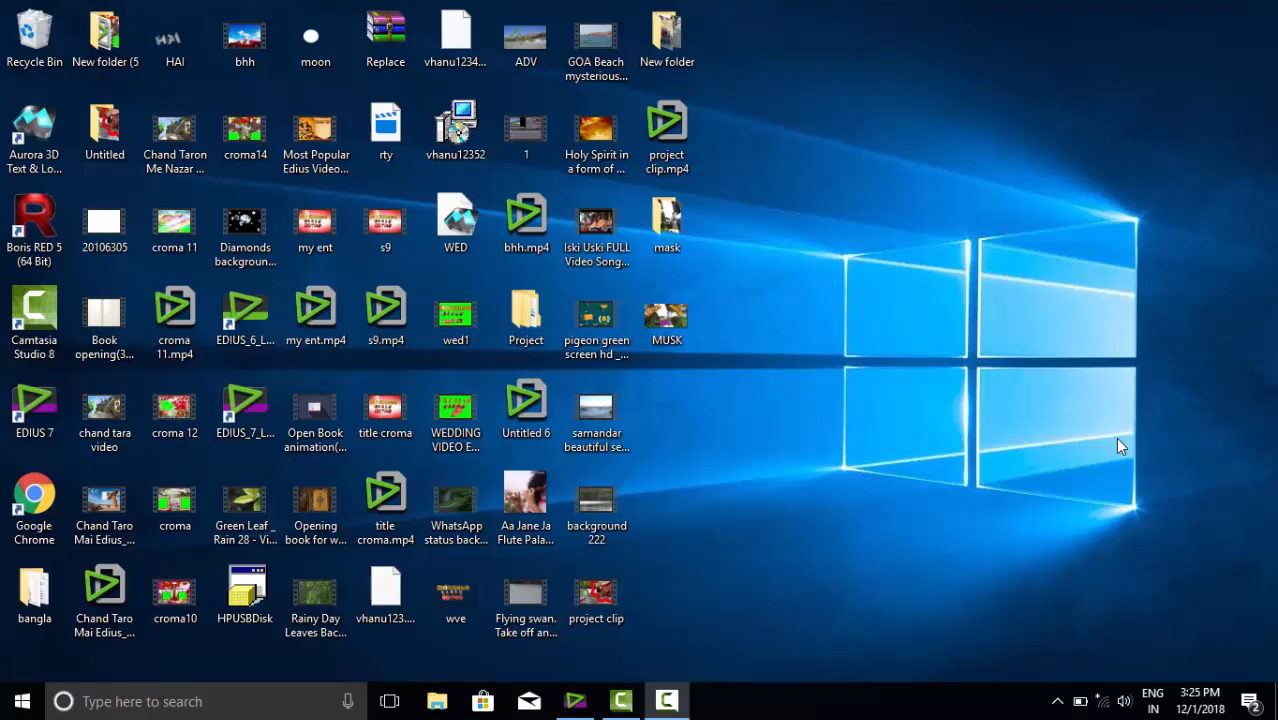 Recycle Bin
New folder (5
HAI
bhh
moon
Replace
vhanu1234...
ADV
GOA Beach
mysterious...
New folder
Aurora 3D
Text & Lo...
Untitled
Chand Taron
Me Nazar ...
croma14
Most Popular
Edius Video...
rty
vhanu12352
1
Holy Spirit in
a form of ...
project
clip.mp4
Boris RED 5
(64 Bit)
20106305
croma 11
Diamonds
backgroun...
my ent
s9
WED
bhh.mp4
Iski Uski FULL
Video Song...
mask
Camtasia
Studio 8
Book
opening(3...
croma
11.mp4
EDIUS_6_L...
my ent.mp4
s9.mp4
wed1
Project
pigeon green
screen hd _...
MUSK
EDIUS 7
chand tara
video
croma 12
EDIUS_7_L...
Open Book
animation(...
title croma
WEDDING
VIDEO E...
Untitled 6
samandar
beautiful se...
Google
Chrome
Chand Taro
Mai Edius_...
croma
Green Leaf _
Rain 28 - Vi...
Opening
book for w...
title
croma.mp4
WhatsApp
status back...
Aa Jane Ja
Flute Pala...
background
222
bangla
Chand Taro
Mai Edius_...
croma10
HPUSBDisk
Rainy Day
Leaves Bac...
vhanu123....
wve
Flying swan.
Take off an...
project clip
Type here to search
ENG
IN
3:25 PM
12/1/2018
2